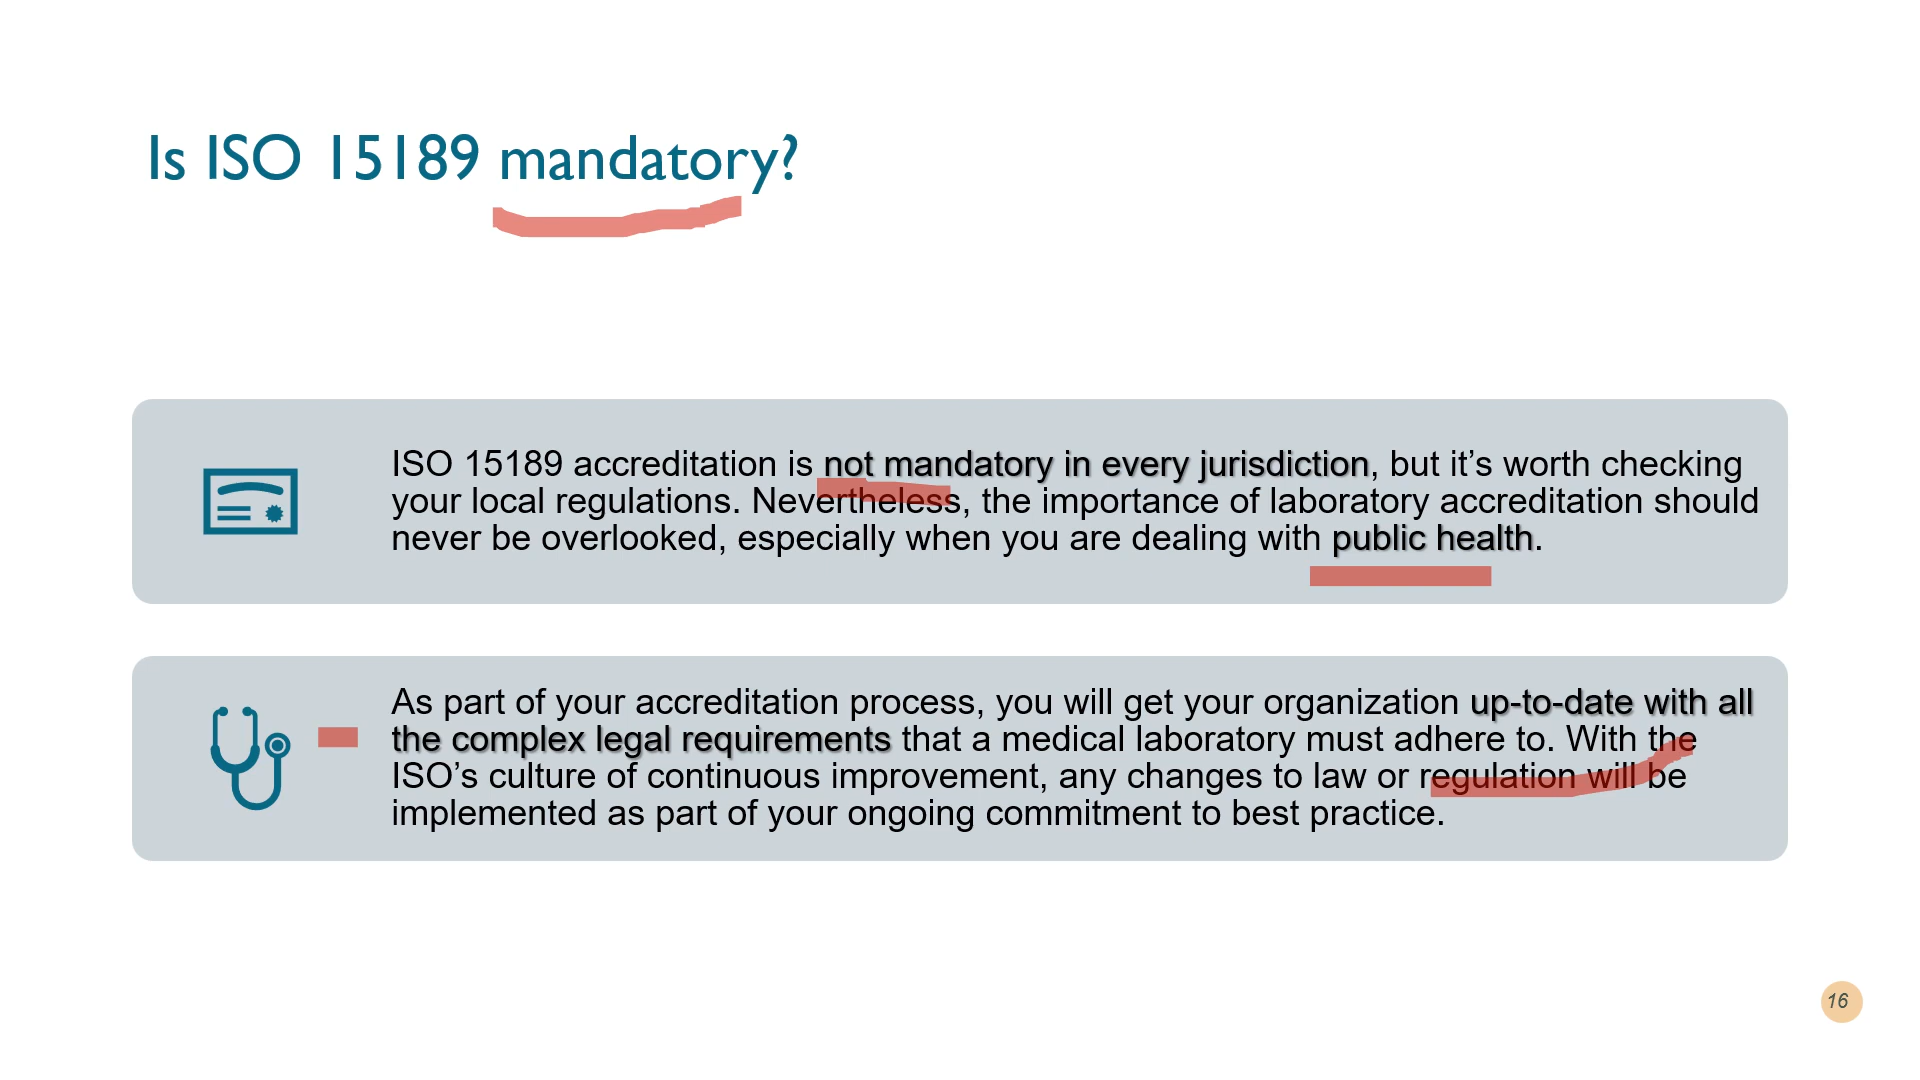 Is ISO 15189 mandatory?
ISO 15189 accreditation is not mandatory in every jurisdiction, but it’s worth checking
your local regulations. Nevertheless, the importance of laboratory accreditation should
never be overlooked, especially when you are dealing with public health.
As part of your accreditation process, you will get your organization up-to-date with all
the complex legal requirements that a medical laboratory must adhere to. With the
ISO’s culture of continuous improvement, any changes to law or regulation will be
implemented as part of your ongoing commitment to best practice.
16